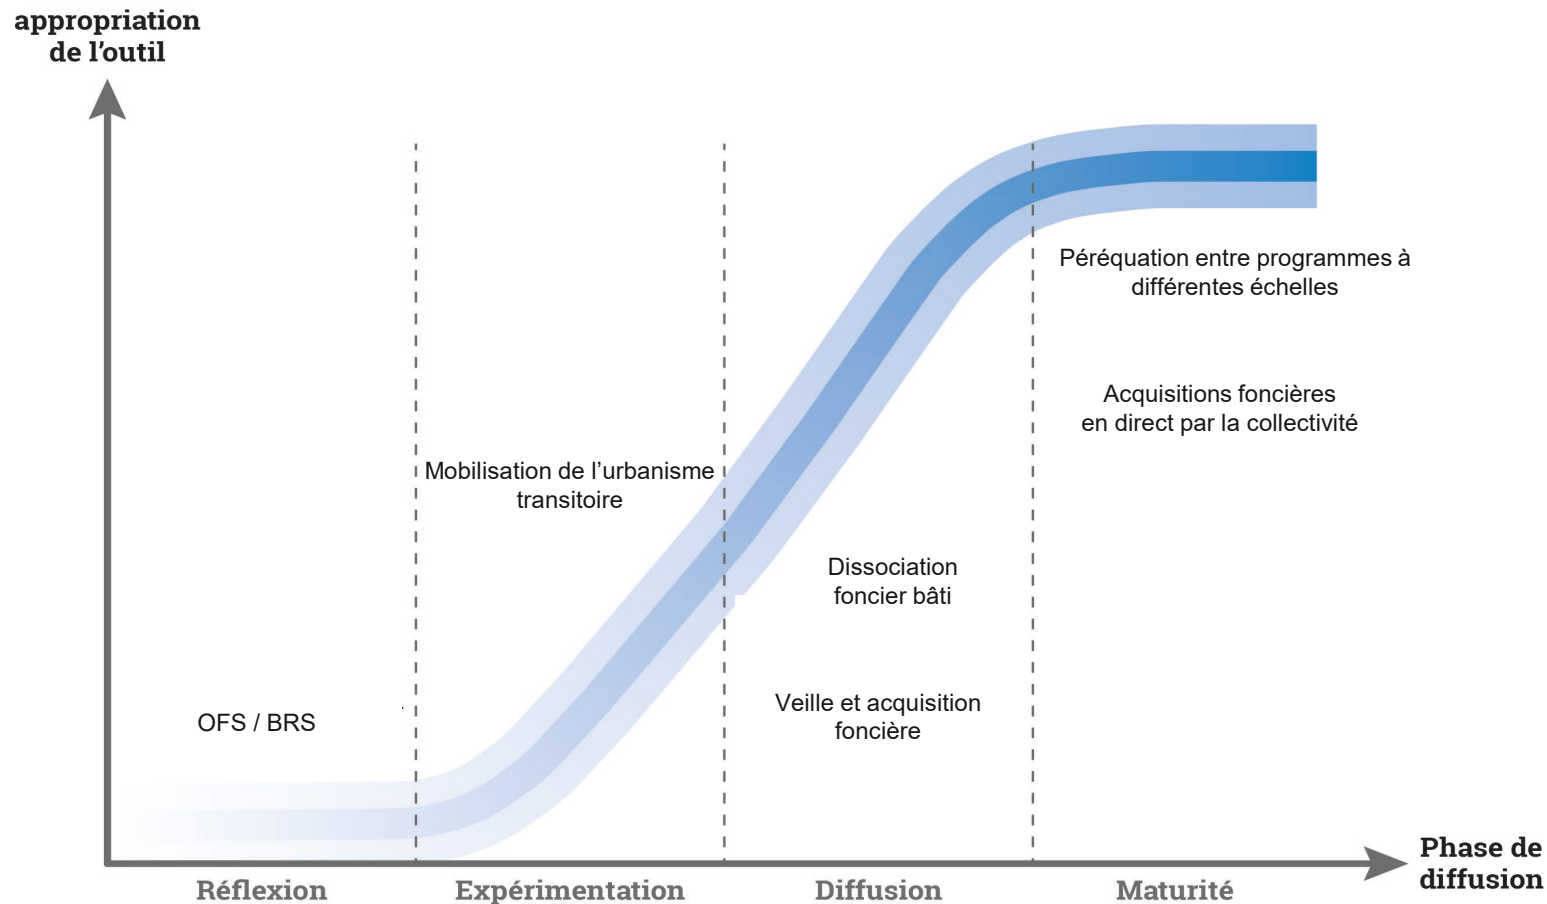 appropriation
de l’outil
Péréquation entre programmes à
différentes échelles
Acquisitions foncières
en direct par la collectivité
Mobilisation de l’urbanisme
transitoire
Dissociation
foncier bâti
Veille et acquisition
foncière
OFS / BRS
Phase de
diffusion
Réflexion
Expérimentation
Diffusion
Maturité